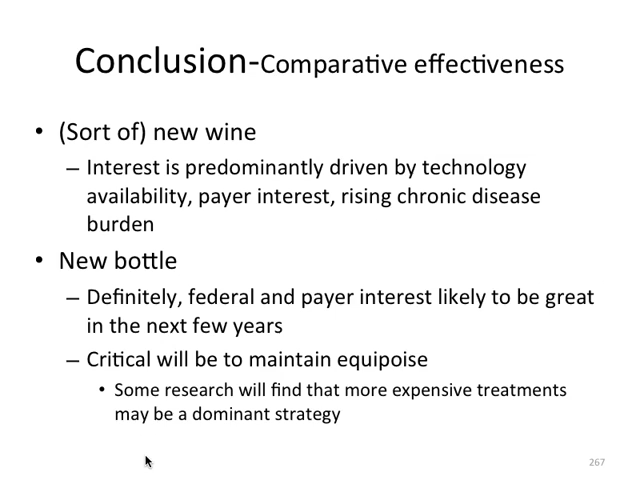 Conclusion-Comparative effectiveness
• (Sort of) new wine
– Interest is predominantly driven by technology
availability, payer interest, rising chronic disease
burden
• New bottle
– Definitely, federal and payer interest likely to be great
in the next few years
– Critical will be to maintain equipoise
• Some research will find that more expensive treatments
may be a dominant strategy
267